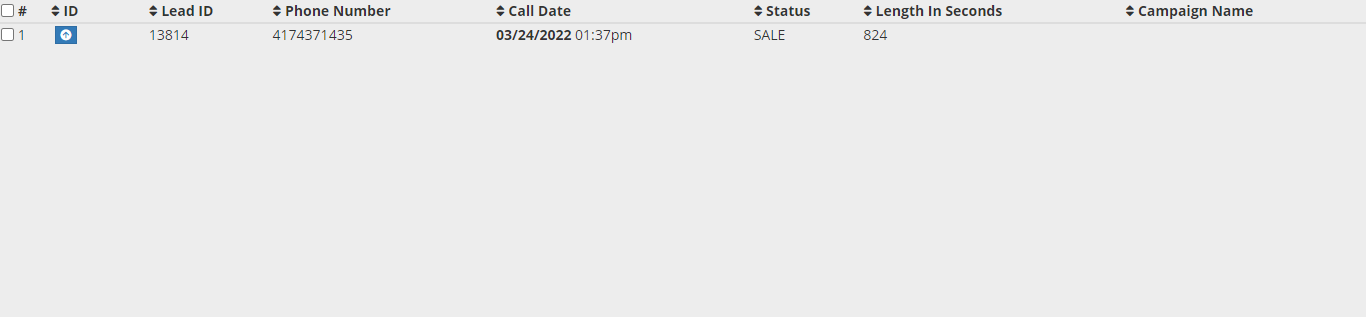 # ID Lead ID Phone Number Call Date Status Length In Seconds Campaign Name
1 13814 4174371435 03/24/2022 01:37pm SALE 824